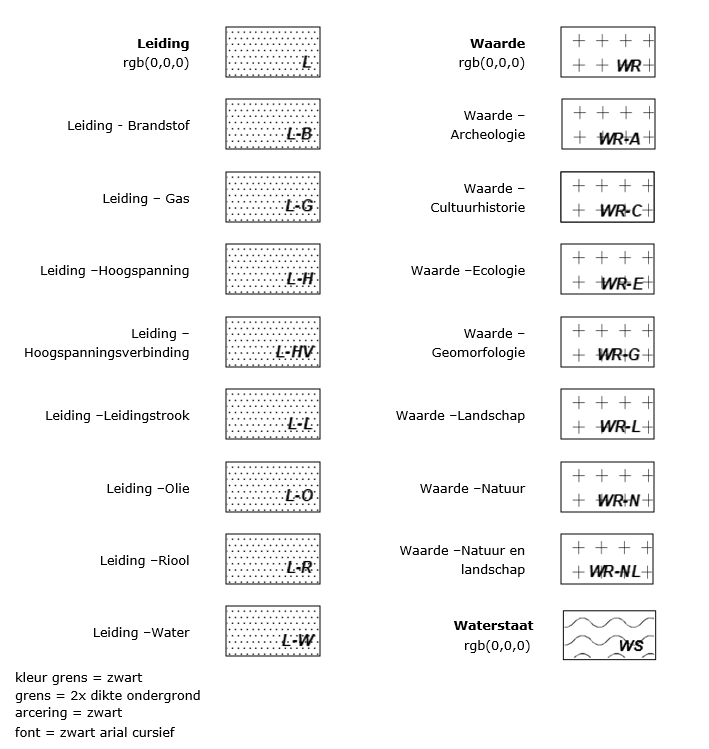 Leiding
rgb(0,0,0)
L
Leiding - Brandstof
L-B
Leiding – Gas
L-G
Leiding –Hoogspanning
L-H
Leiding –
Hoogspanningsverbinding
L-HV
Leiding –Leidingstrook
L-L
Leiding –Olie
L-O
Leiding –Riool
L-R
Leiding –Water
L-W
kleur grens = zwart
grens = 2x dikte ondergrond
arcering = zwart
font = zwart arial cursief
Waarde
rgb(0,0,0)
WR
Waarde –
Archeologie
WR-A
Waarde –
Cultuurhistorie
WR-C
Waarde –Ecologie
WR-E
Waarde –
Geomorfologie
WR-G
Waarde –Landschap
WR-L
Waarde –Natuur
WR-N
Waarde –Natuur en
landschap
WR-NL
Waterstaat
rgb(0,0,0)
WS